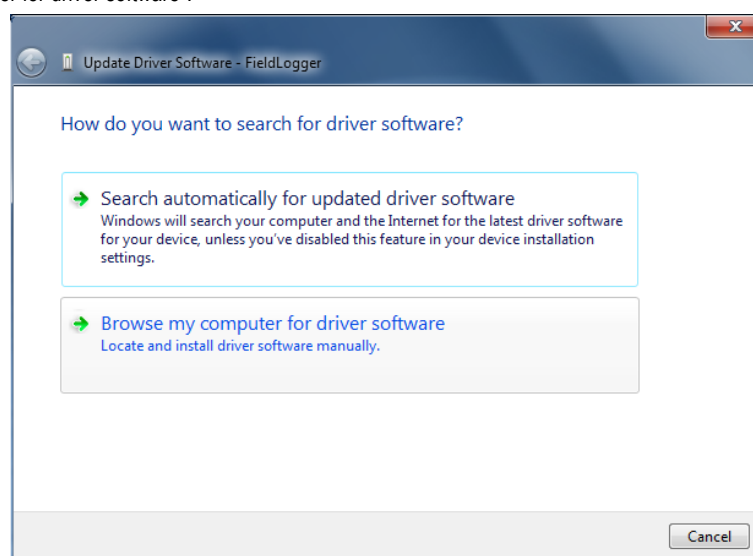 for driver software".
Update Driver Software - FieldLogger
How do you want to search for driver software?
Search automatically for updated driver software
Windows will search your computer and the Internet for the latest driver software
for your device, unless you've disabled this feature in your device installation
settings.
Browse my computer for driver software
Locate and install driver software manually.
Cancel